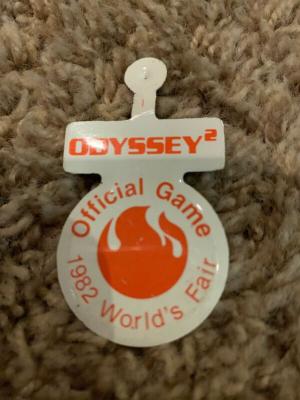 ODYSSEY²
Official Game
1982 World's Fair